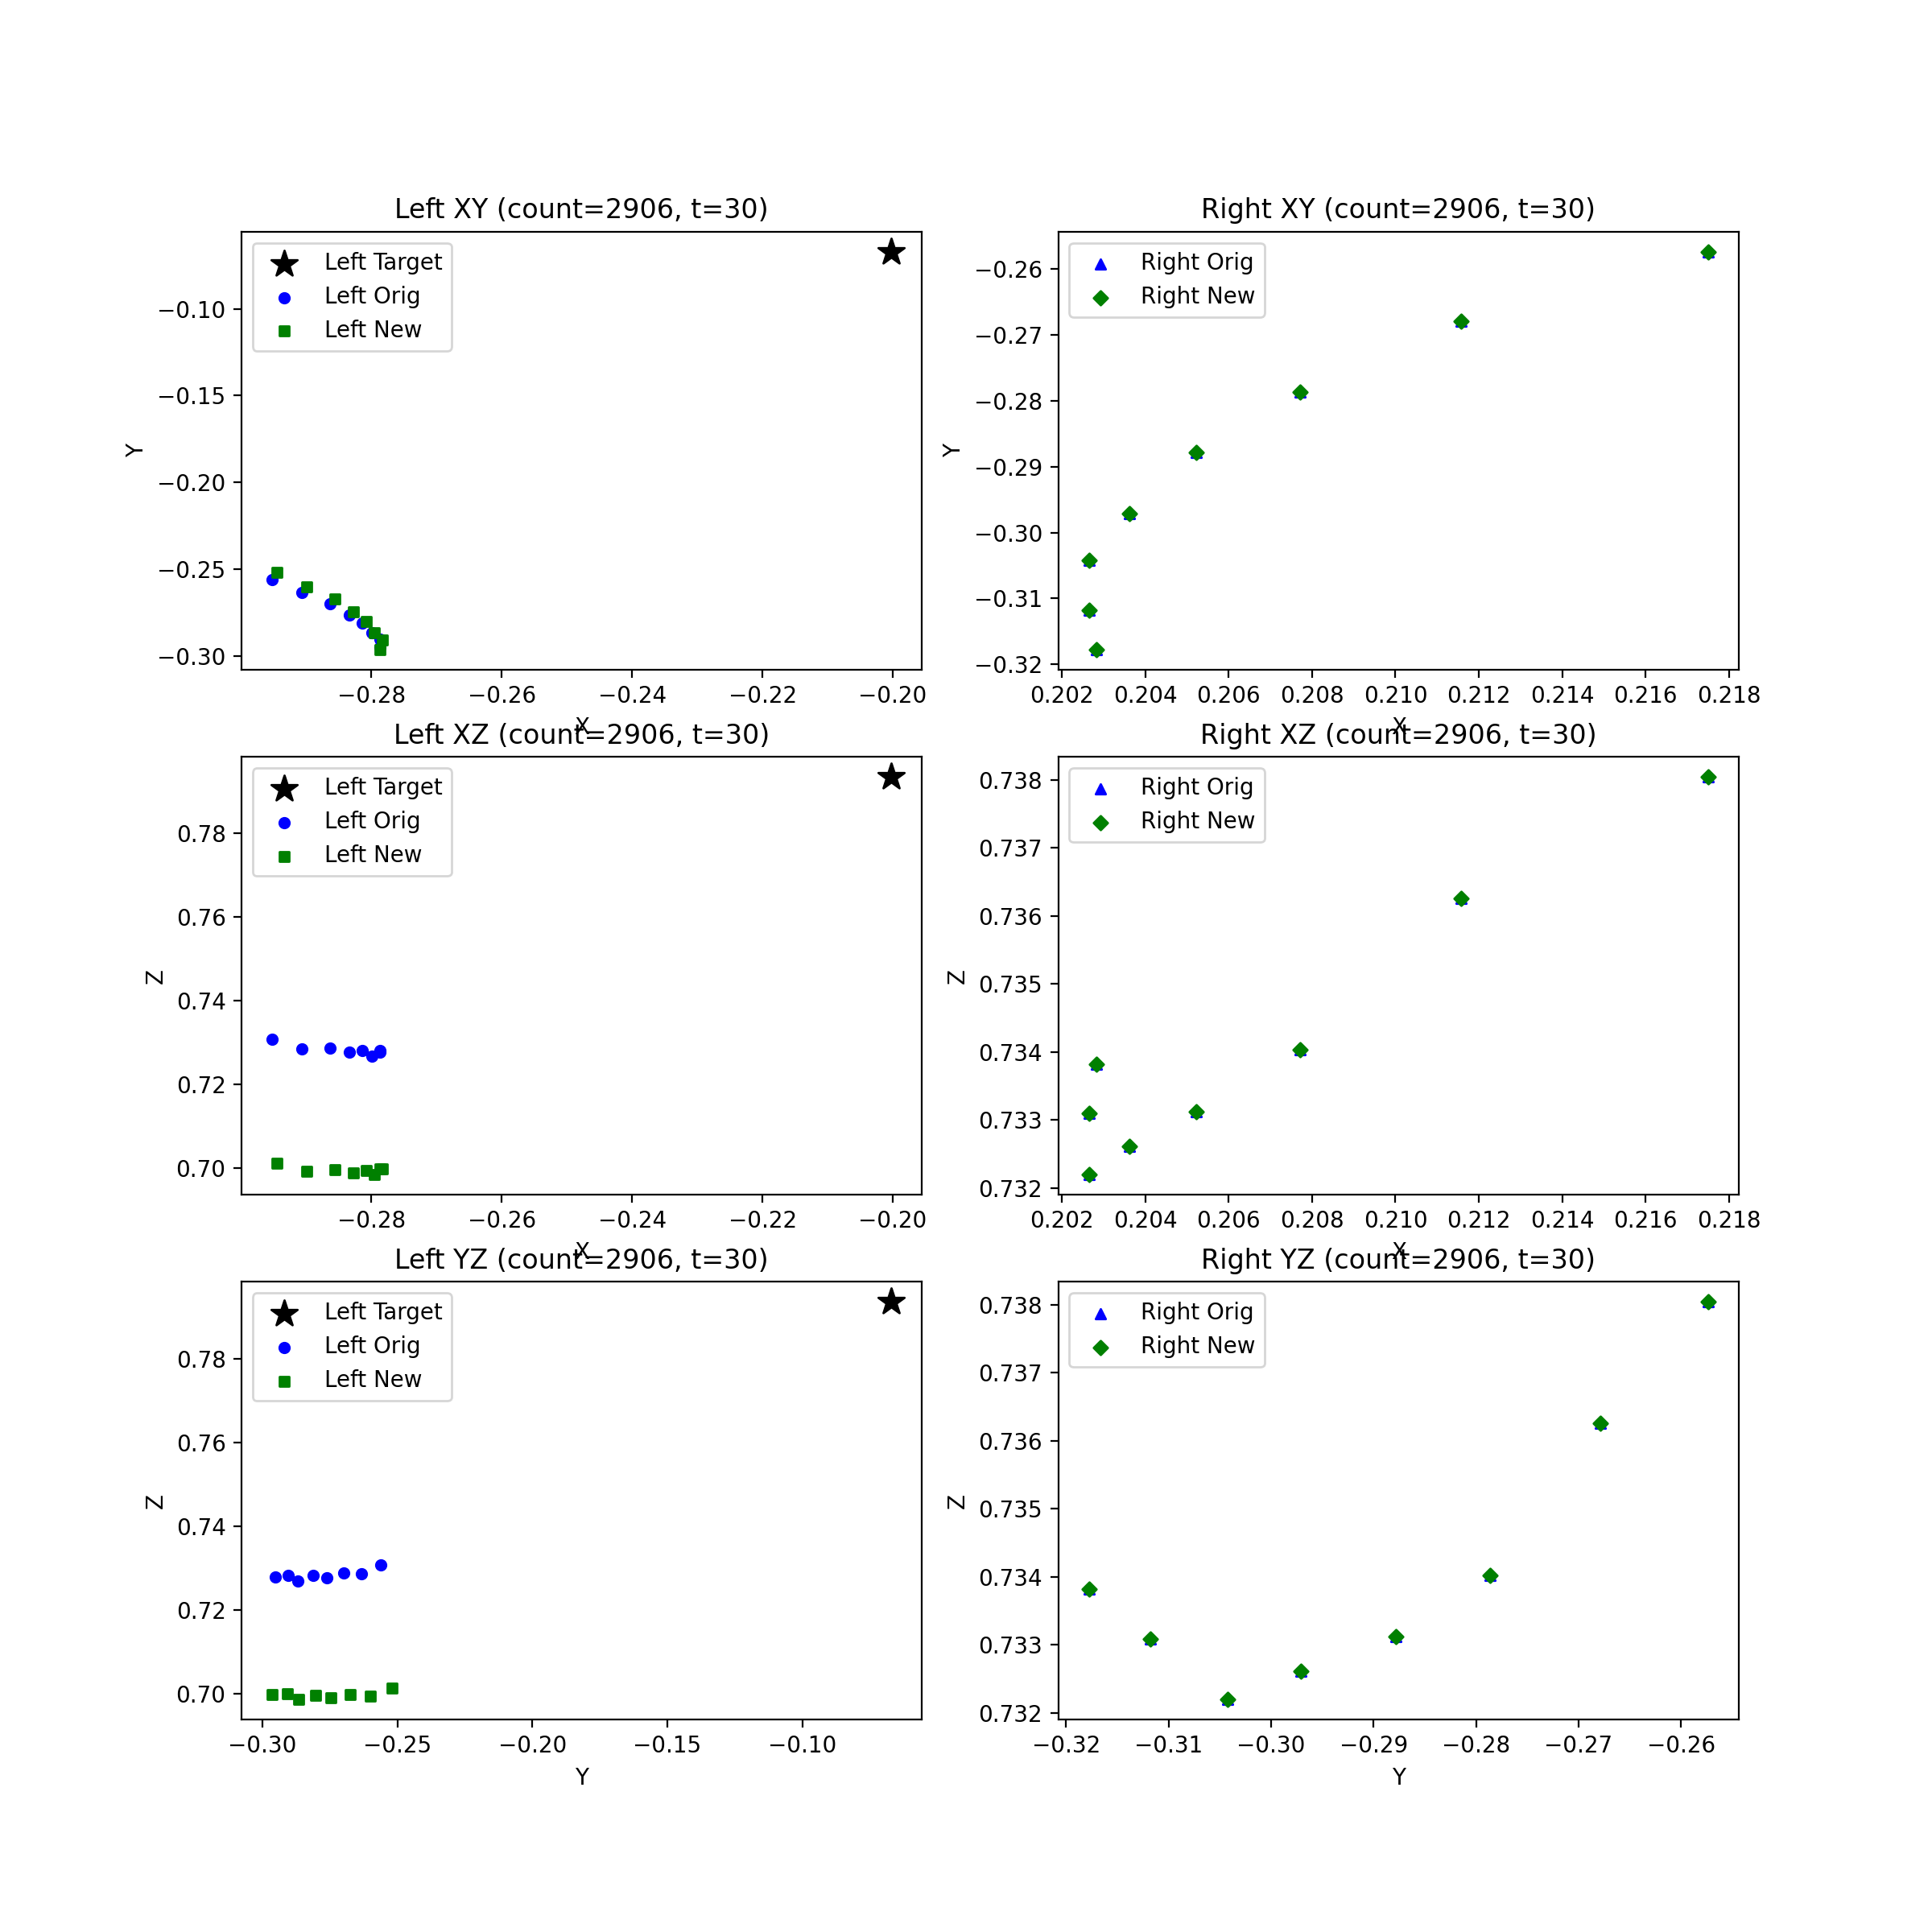 Left XY (count=2906, t=30)
Left Target
Left Orig
Left New
−0.10
−0.15
−0.20
−0.25
−0.30
Y
−0.28
−0.26
−0.24
−0.22
−0.20
X
Right XY (count=2906, t=30)
Right Orig
Right New
−0.26
−0.27
−0.28
−0.29
−0.30
−0.31
−0.32
Y
0.202
0.204
0.206
0.208
0.210
0.212
0.214
0.216
0.218
X
Left XZ (count=2906, t=30)
Left Target
Left Orig
Left New
0.78
0.76
0.74
0.72
0.70
Z
−0.28
−0.26
−0.24
−0.22
−0.20
X
Right XZ (count=2906, t=30)
Right Orig
Right New
0.738
0.737
0.736
0.735
0.734
0.733
0.732
Z
0.202
0.204
0.206
0.208
0.210
0.212
0.214
0.216
0.218
X
Left YZ (count=2906, t=30)
Left Target
Left Orig
Left New
0.78
0.76
0.74
0.72
0.70
Z
−0.30
−0.25
−0.20
−0.15
−0.10
Y
Right YZ (count=2906, t=30)
Right Orig
Right New
0.738
0.737
0.736
0.735
0.734
0.733
0.732
Z
−0.32
−0.31
−0.30
−0.29
−0.28
−0.27
−0.26
Y